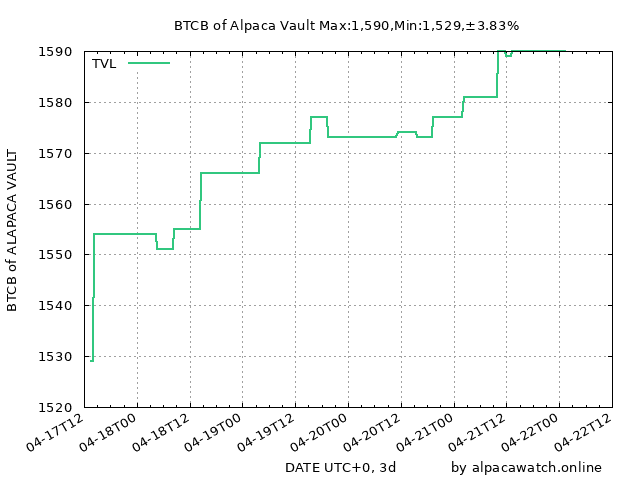 BTCB of Alpaca Vault Max:1,590,Min:1,529,±3.83%
TVL
1590
1580
1570
1560
1550
1540
1530
1520
BTCB of ALAPACA VAULT
04-17T12
04-18T00
04-18T12
04-19T00
04-19T12
04-20T00
04-20T12
04-21T00
04-21T12
04-22T00
04-22T12
DATE UTC+0, 3d
by alpacawatch.online